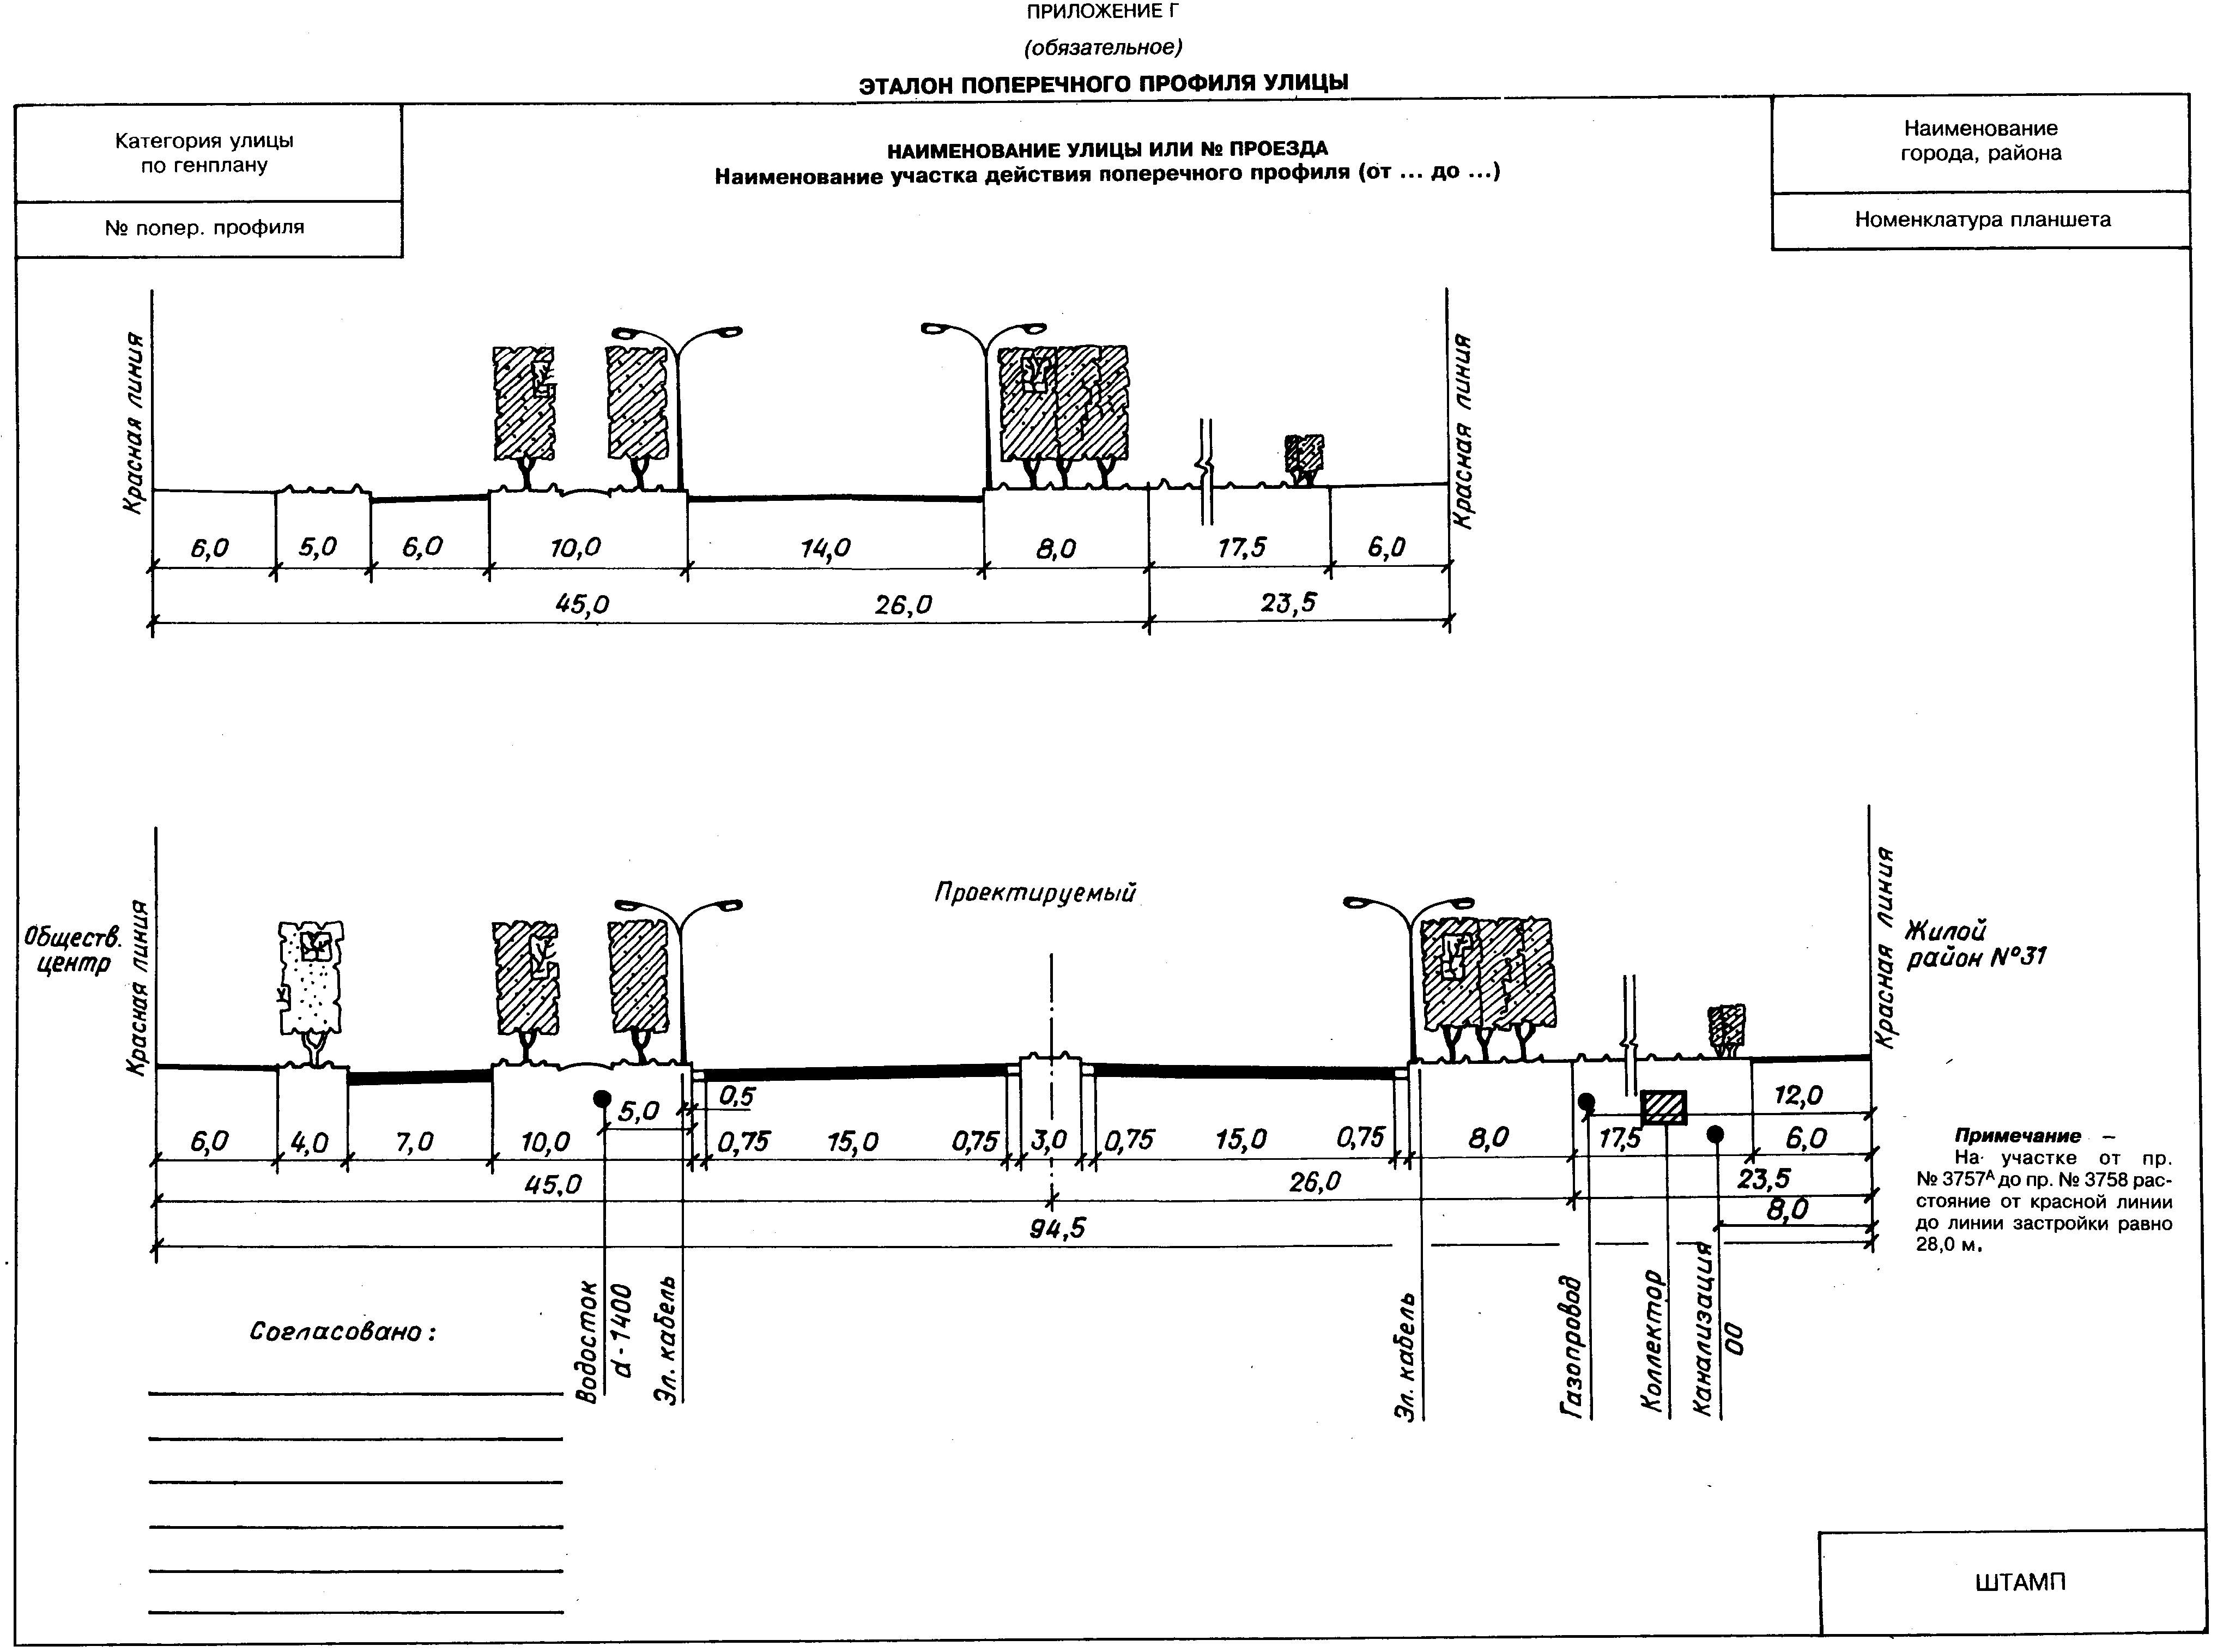 ПРИЛОЖЕНИЕ Г
(обязательное)
ЭТАЛОН ПОПЕРЕЧНОГО ПРОФИЛЯ УЛИЦЫ
Категория улицы
по генплану
№ попер. профиля
НАИМЕНОВАНИЕ УЛИЦЫ ИЛИ № ПРОЕЗДА
Наименование участка действия поперечного профиля (от ... до ...)
Наименование
города, района
Номенклатура планшета
Красная линия
Красная линия
6,0 5,0 6,0 10,0 14,0 8,0 17,5 6,0
45,0 26,0 23,5
Обществ.
центр
Красная линия
Проектируемый
Красная линия
Жилой
район №31
5,0 0,5 12,0
6,0 4,0 7,0 10,0 0,75 15,0 0,75 3,0 0,75 15,0 0,75 8,0 17,5 6,0
45,0 26,0 23,5
8,0
94,5
Водосток
d-1400
Эл. кабель
Эл. кабель
Газопровод
Коллектор
Канализация
00
Примечание –
На участке от пр.
№ 3757А до пр. № 3758 рас-
стояние от красной линии
до линии застройки равно
28,0 м.
Согласовано:
ШТАМП